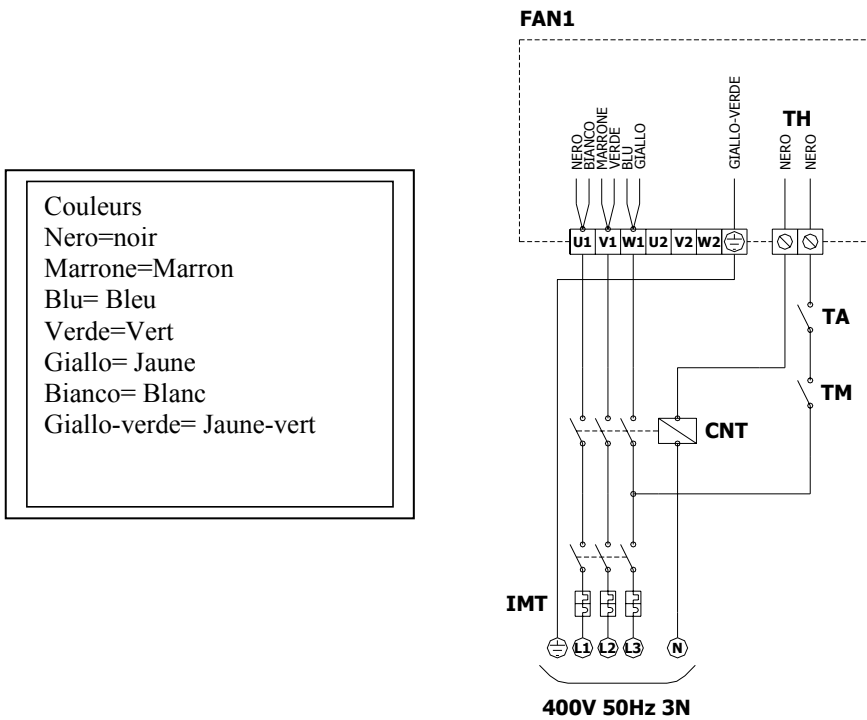 FAN1
NERO
BIANCO
MARRONE
VERDE
BLU
GIALLO
GIALLO-VERDE
TH
NERO
NERO
U1 V1 W1 U2 V2 W2
Couleurs
Nero=noir
Marrone=Marron
Blu= Bleu
Verde=Vert
Giallo= Jaune
Bianco= Blanc
Giallo-verde= Jaune-vert
TA
TM
CNT
IMT
L1 L2 L3 N
400V 50Hz 3N